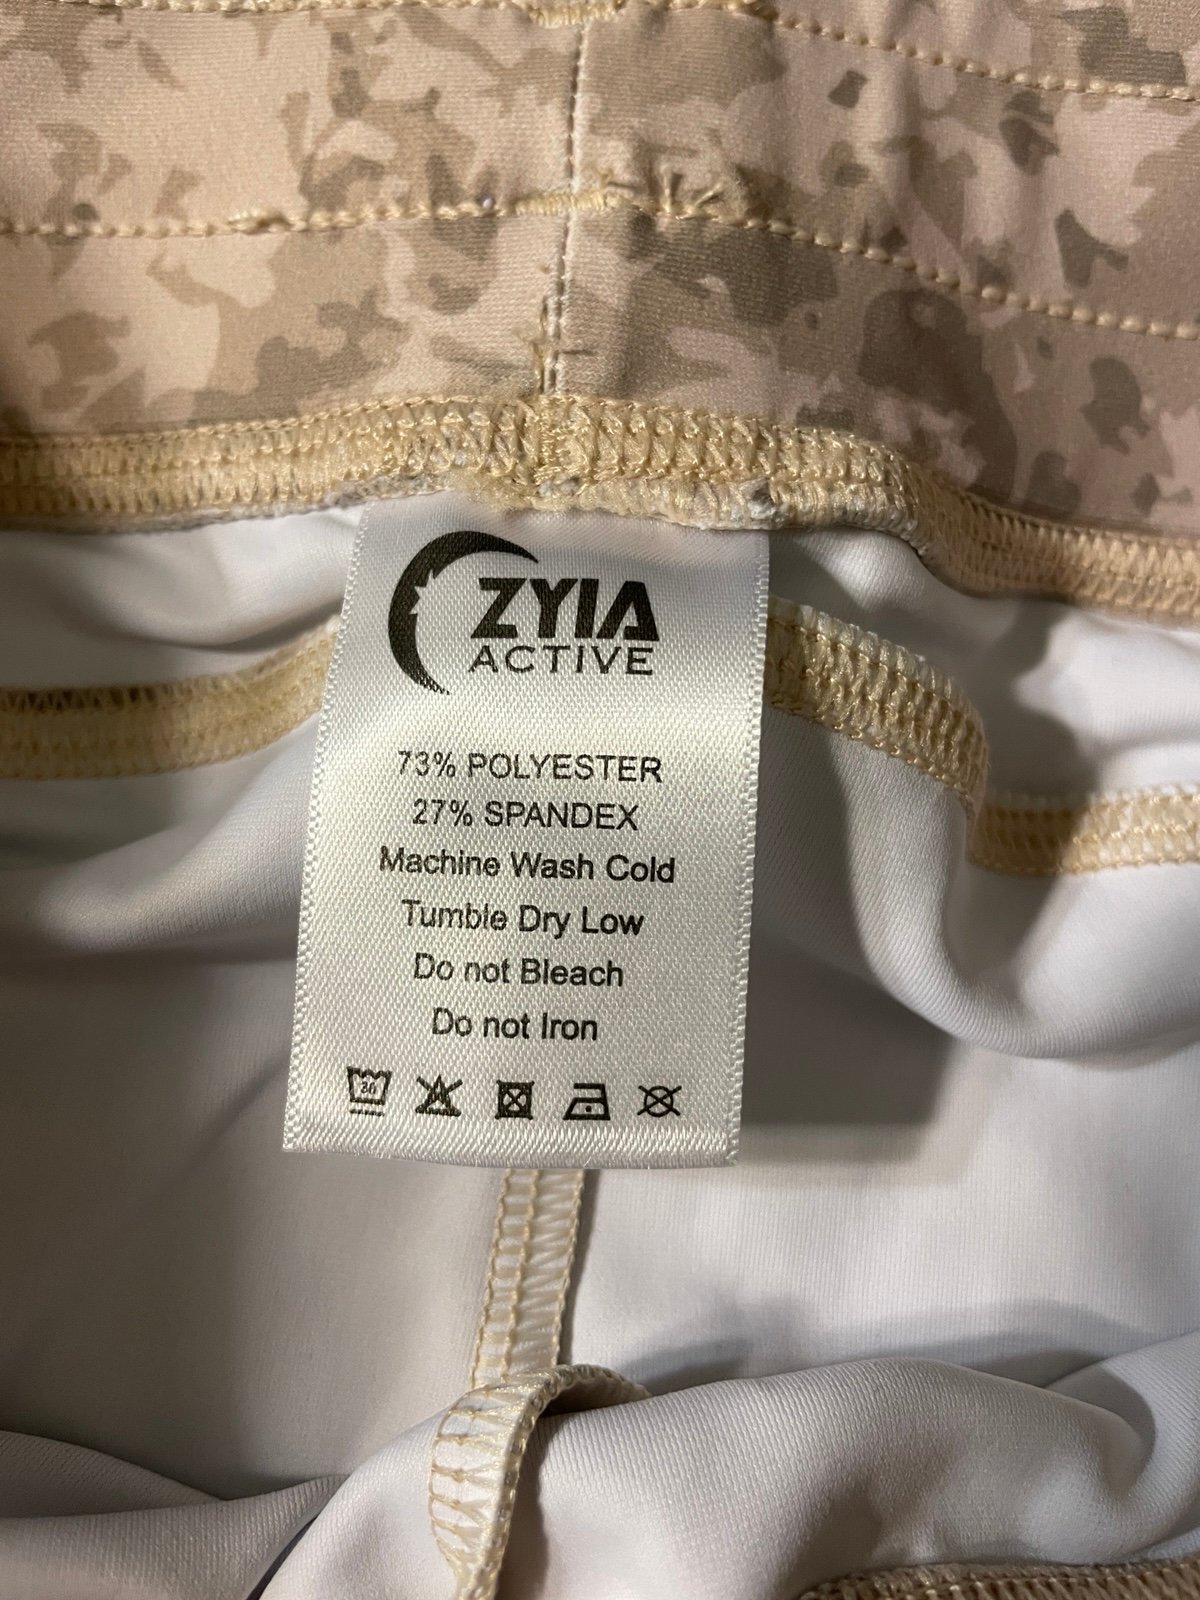 ZYIA
ACTIVE
73% POLYESTER
27% SPANDEX
Machine Wash Cold
Tumble Dry Low
Do not Bleach
Do not Iron
30